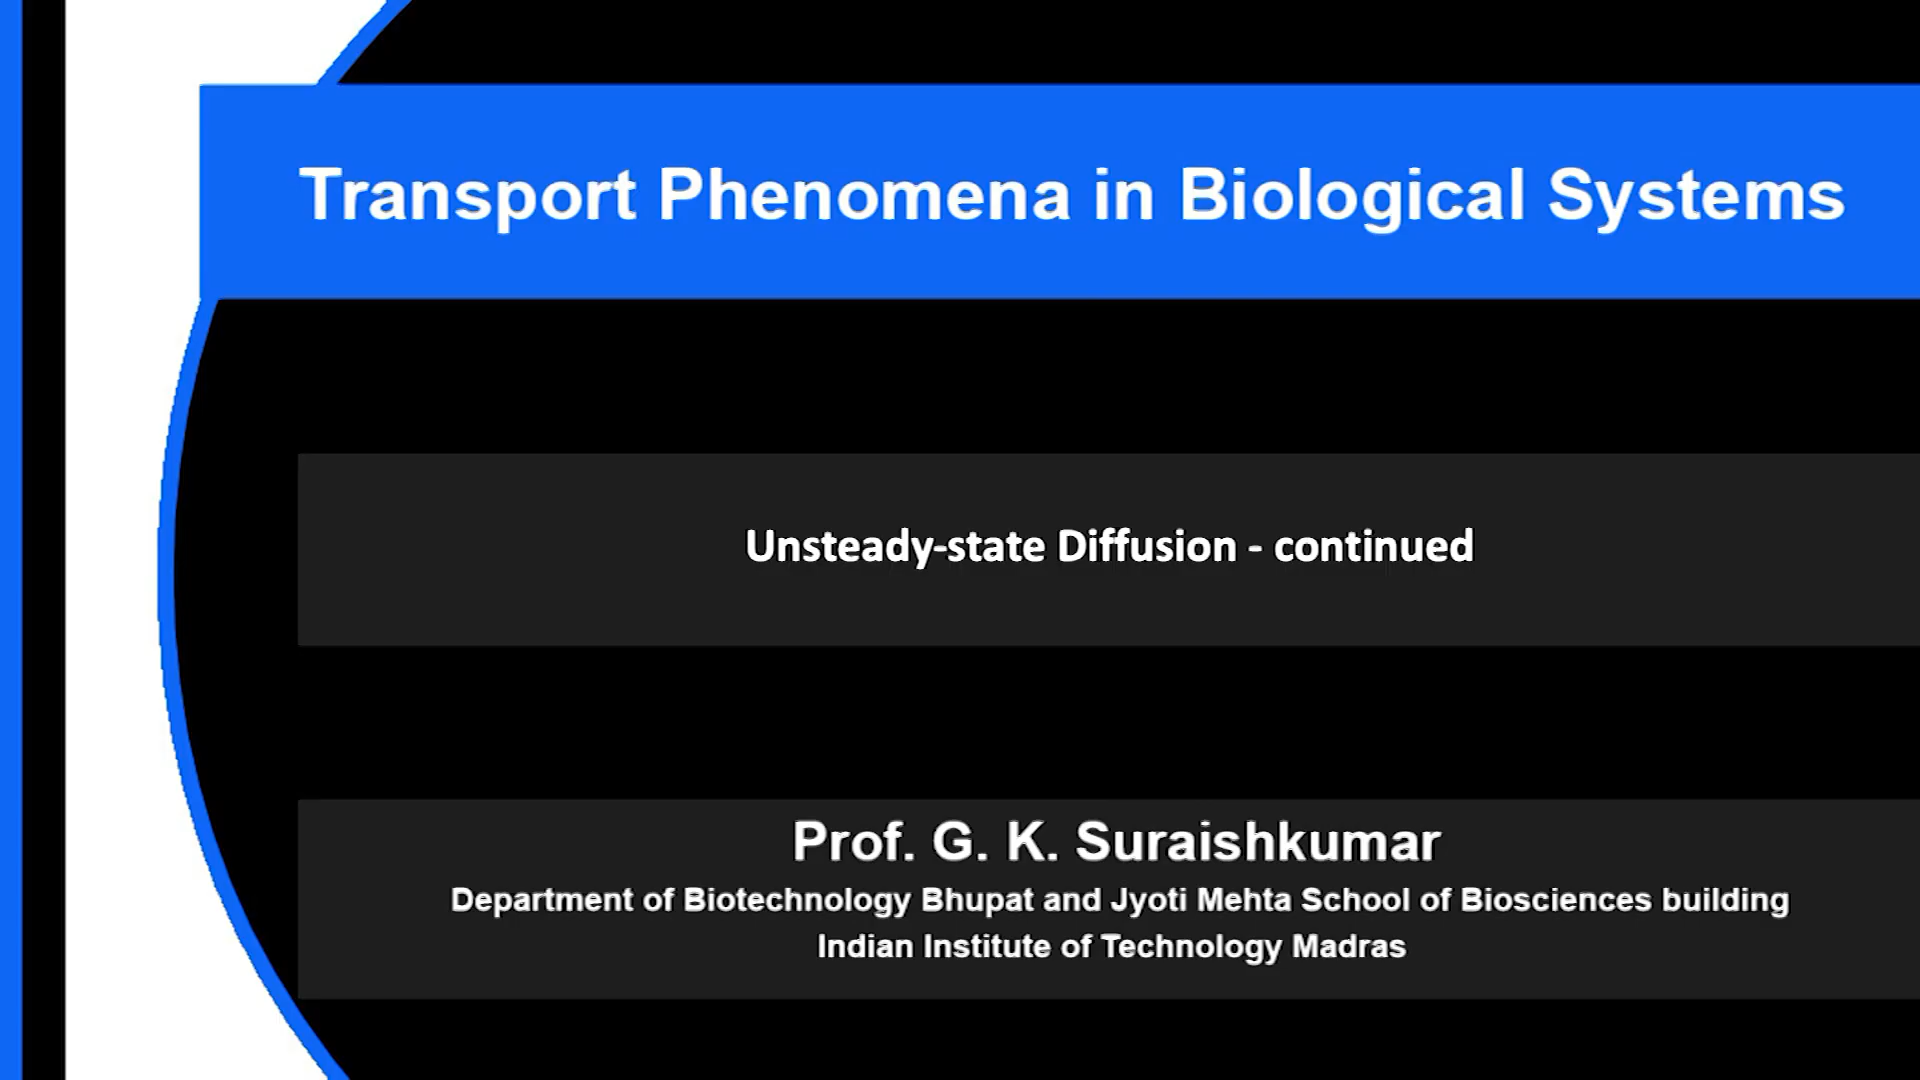 Transport Phenomena in Biological Systems
Unsteady-state Diffusion - continued
Prof. G. K. Suraishkumar
Department of Biotechnology Bhupat and Jyoti Mehta School of Biosciences building
Indian Institute of Technology Madras